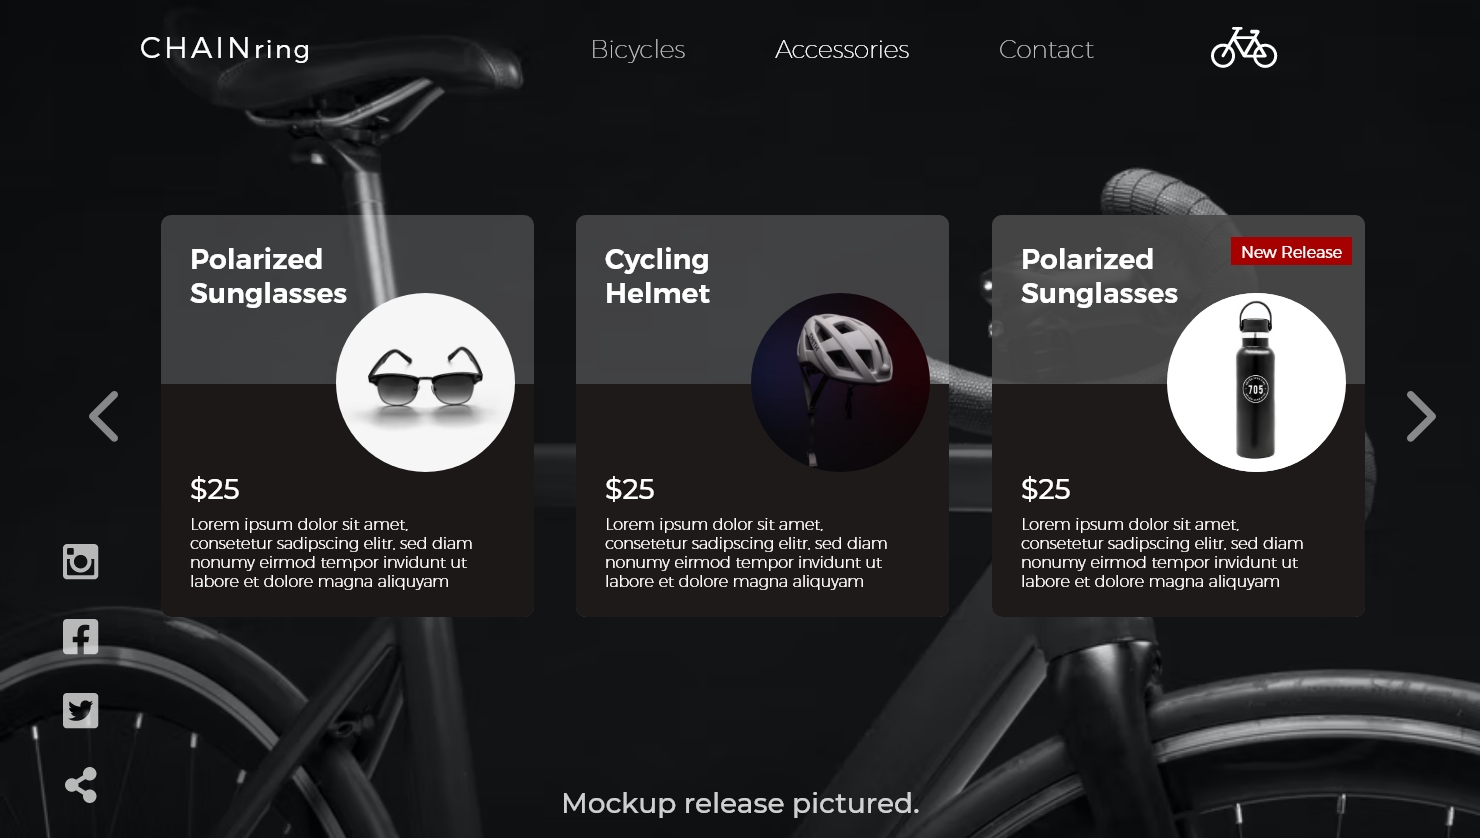 CHAINring
Bicycles
Accessories
Contact
Polarized
Sunglasses
$25
Lorem ipsum dolor sit amet,
consetetur sadipscing elitr, sed diam
nonumy eirmod tempor invidunt ut
labore et dolore magna aliquyam
Cycling
Helmet
$25
Lorem ipsum dolor sit amet,
consetetur sadipscing elitr, sed diam
nonumy eirmod tempor invidunt ut
labore et dolore magna aliquyam
Polarized
Sunglasses
New Release
705
$25
Lorem ipsum dolor sit amet,
consetetur sadipscing elitr, sed diam
nonumy eirmod tempor invidunt ut
labore et dolore magna aliquyam
Mockup release pictured.